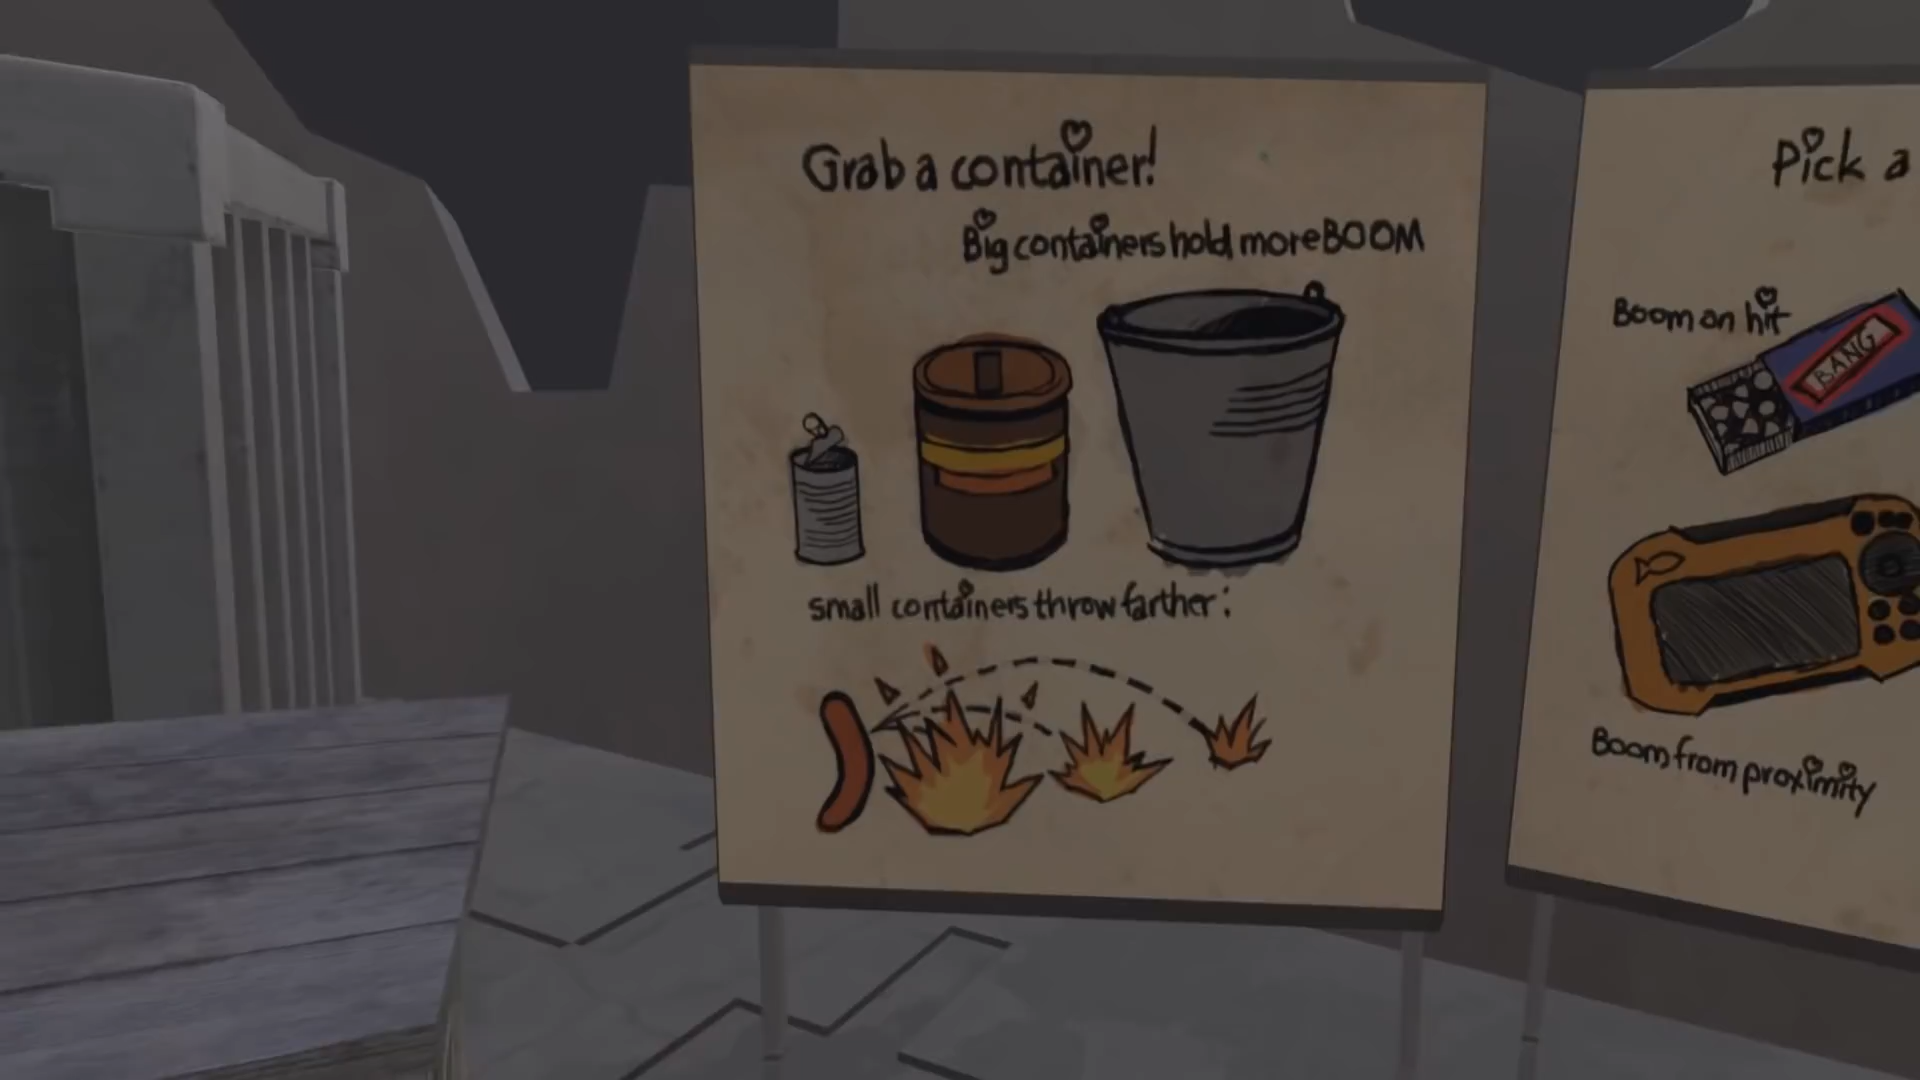 Grab a container!
Big containers hold more BOOM
small containers throw farther:
Pick a
Boom on hit
BANG
Boom from proximity